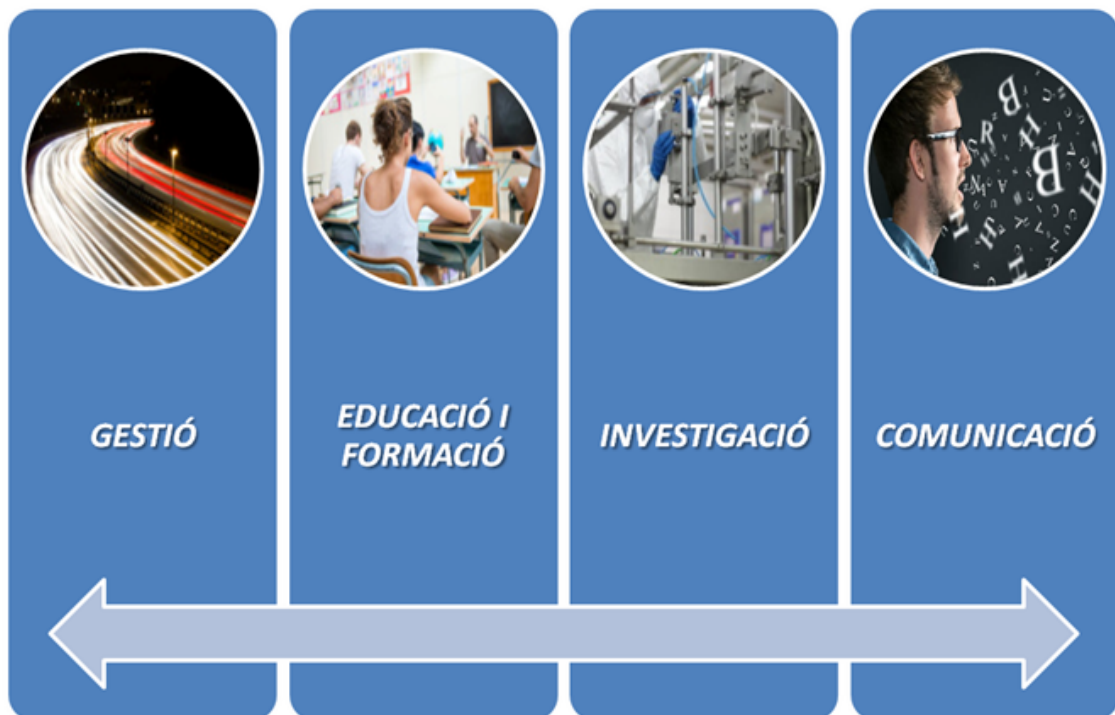 GESTIÓ
EDUCACIÓ I
FORMACIÓ
INVESTIGACIÓ
COMUNICACIÓ